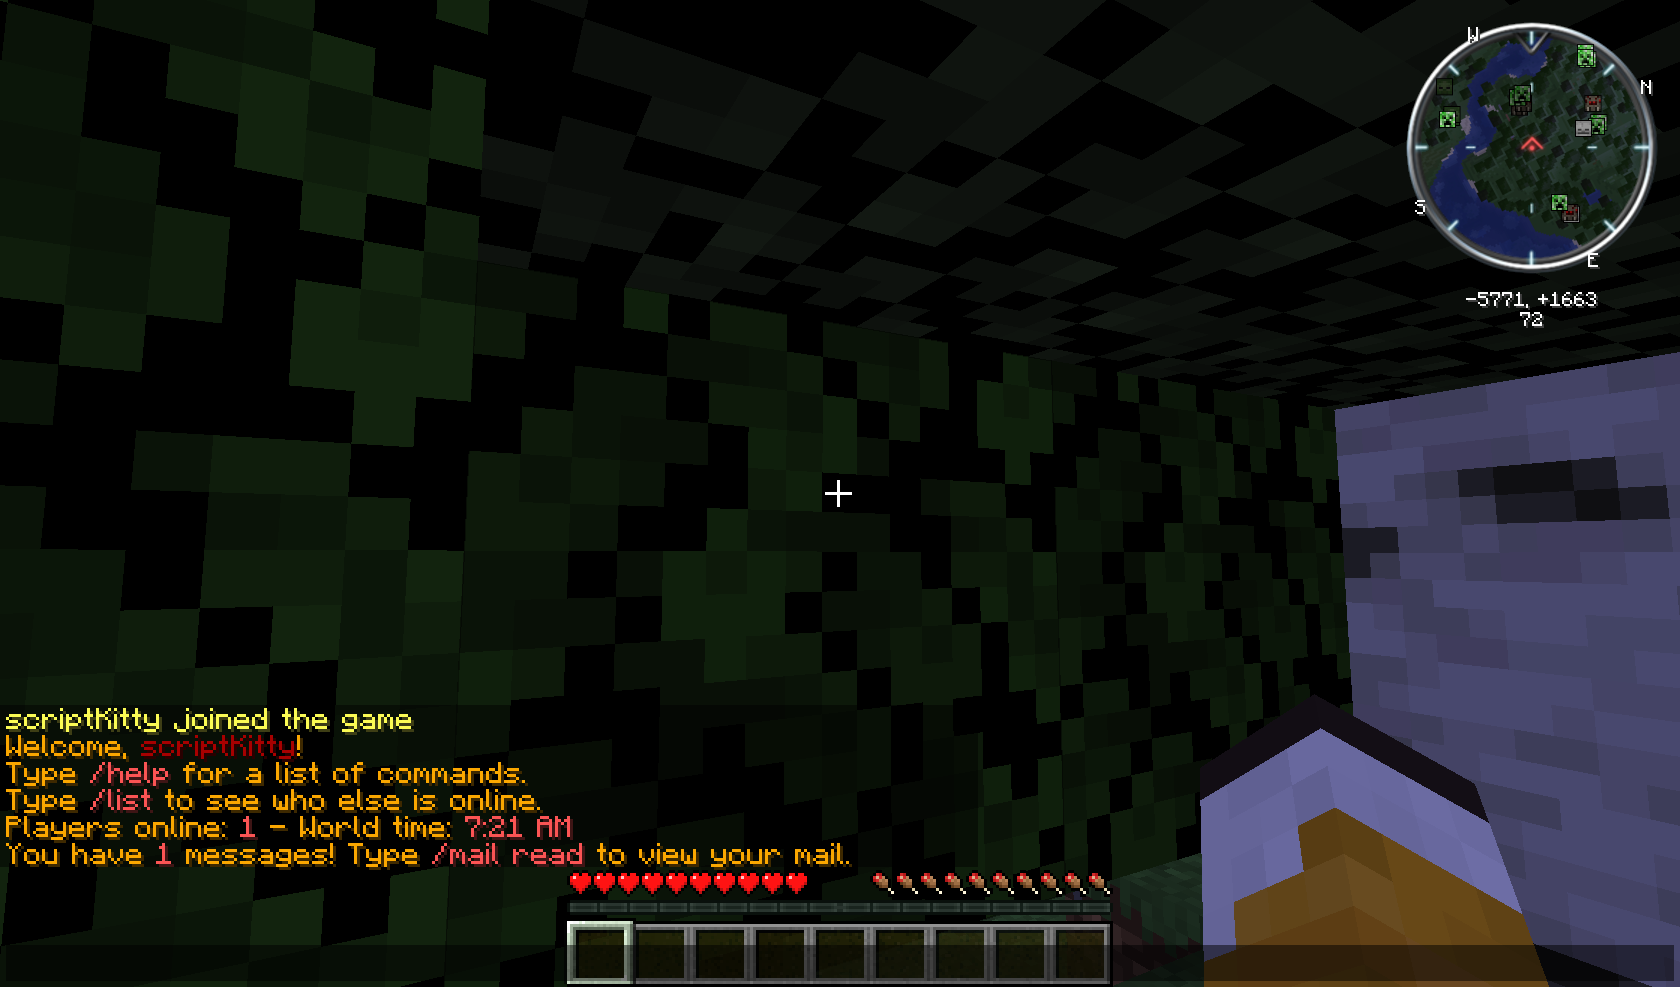 W
N
S
E
-5771, +1663
72
scriptKitty joined the game
Welcome, scriptKitty!
Type /help for a list of commands.
Type /list to see who else is online.
Players online: 1 - World time: 7:21 AM
You have 1 messages! Type /mail read to view your mail.